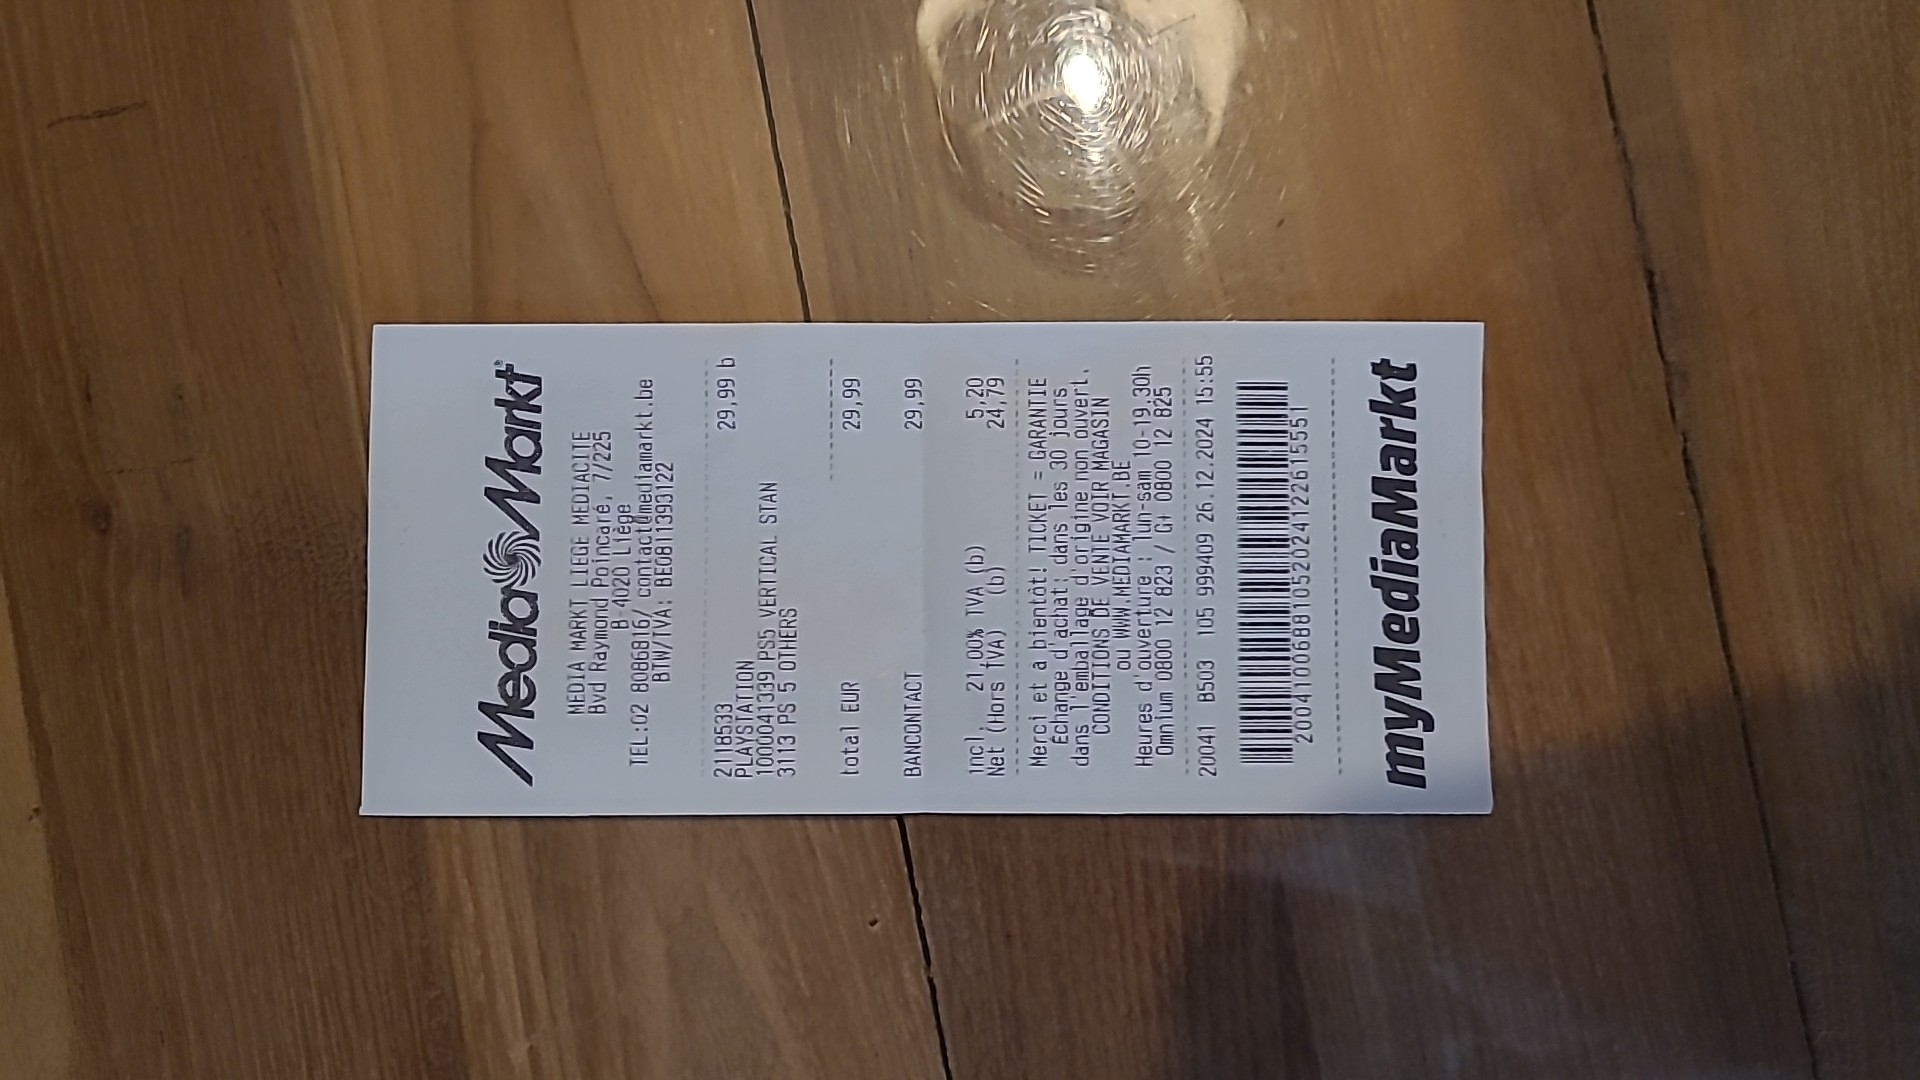 MediaMarkt
MEDIA MARKT LIEGE MEDIACITE
Bvd Raymond Poincaré, 7/225
B-4020 Liège
TEL:02 8086816/ contact@mediamarkt.be
BTW/TVA: BE0811393122
2118533 29,99 b
PLAYSTATION
1000041339 PS5 VERTICAL STAN
3113 PS 5 OTHERS
total EUR 29,99
BANCONTACT 29,99
incl. 21,00% TVA (b) 5,20
Net (Hors TVA) (b) 24,79
Merci et à bientôt! TICKET = GARANTIE
Echange d'achat: dans les 30 jours
dans l'emballage d'origine non ouvert.
CONDITIONS DE VENTE VOIR MAGASIN
ou WWW.MEDIAMARKT.BE
Heures d'ouverture : lun-sam 10-19.30h
Omnium 0800 12 823 / G+ 0800 12 825
20041 B503 105 999409 26.12.2024 15:55
2004100688105202412261555​1
myMediaMarkt